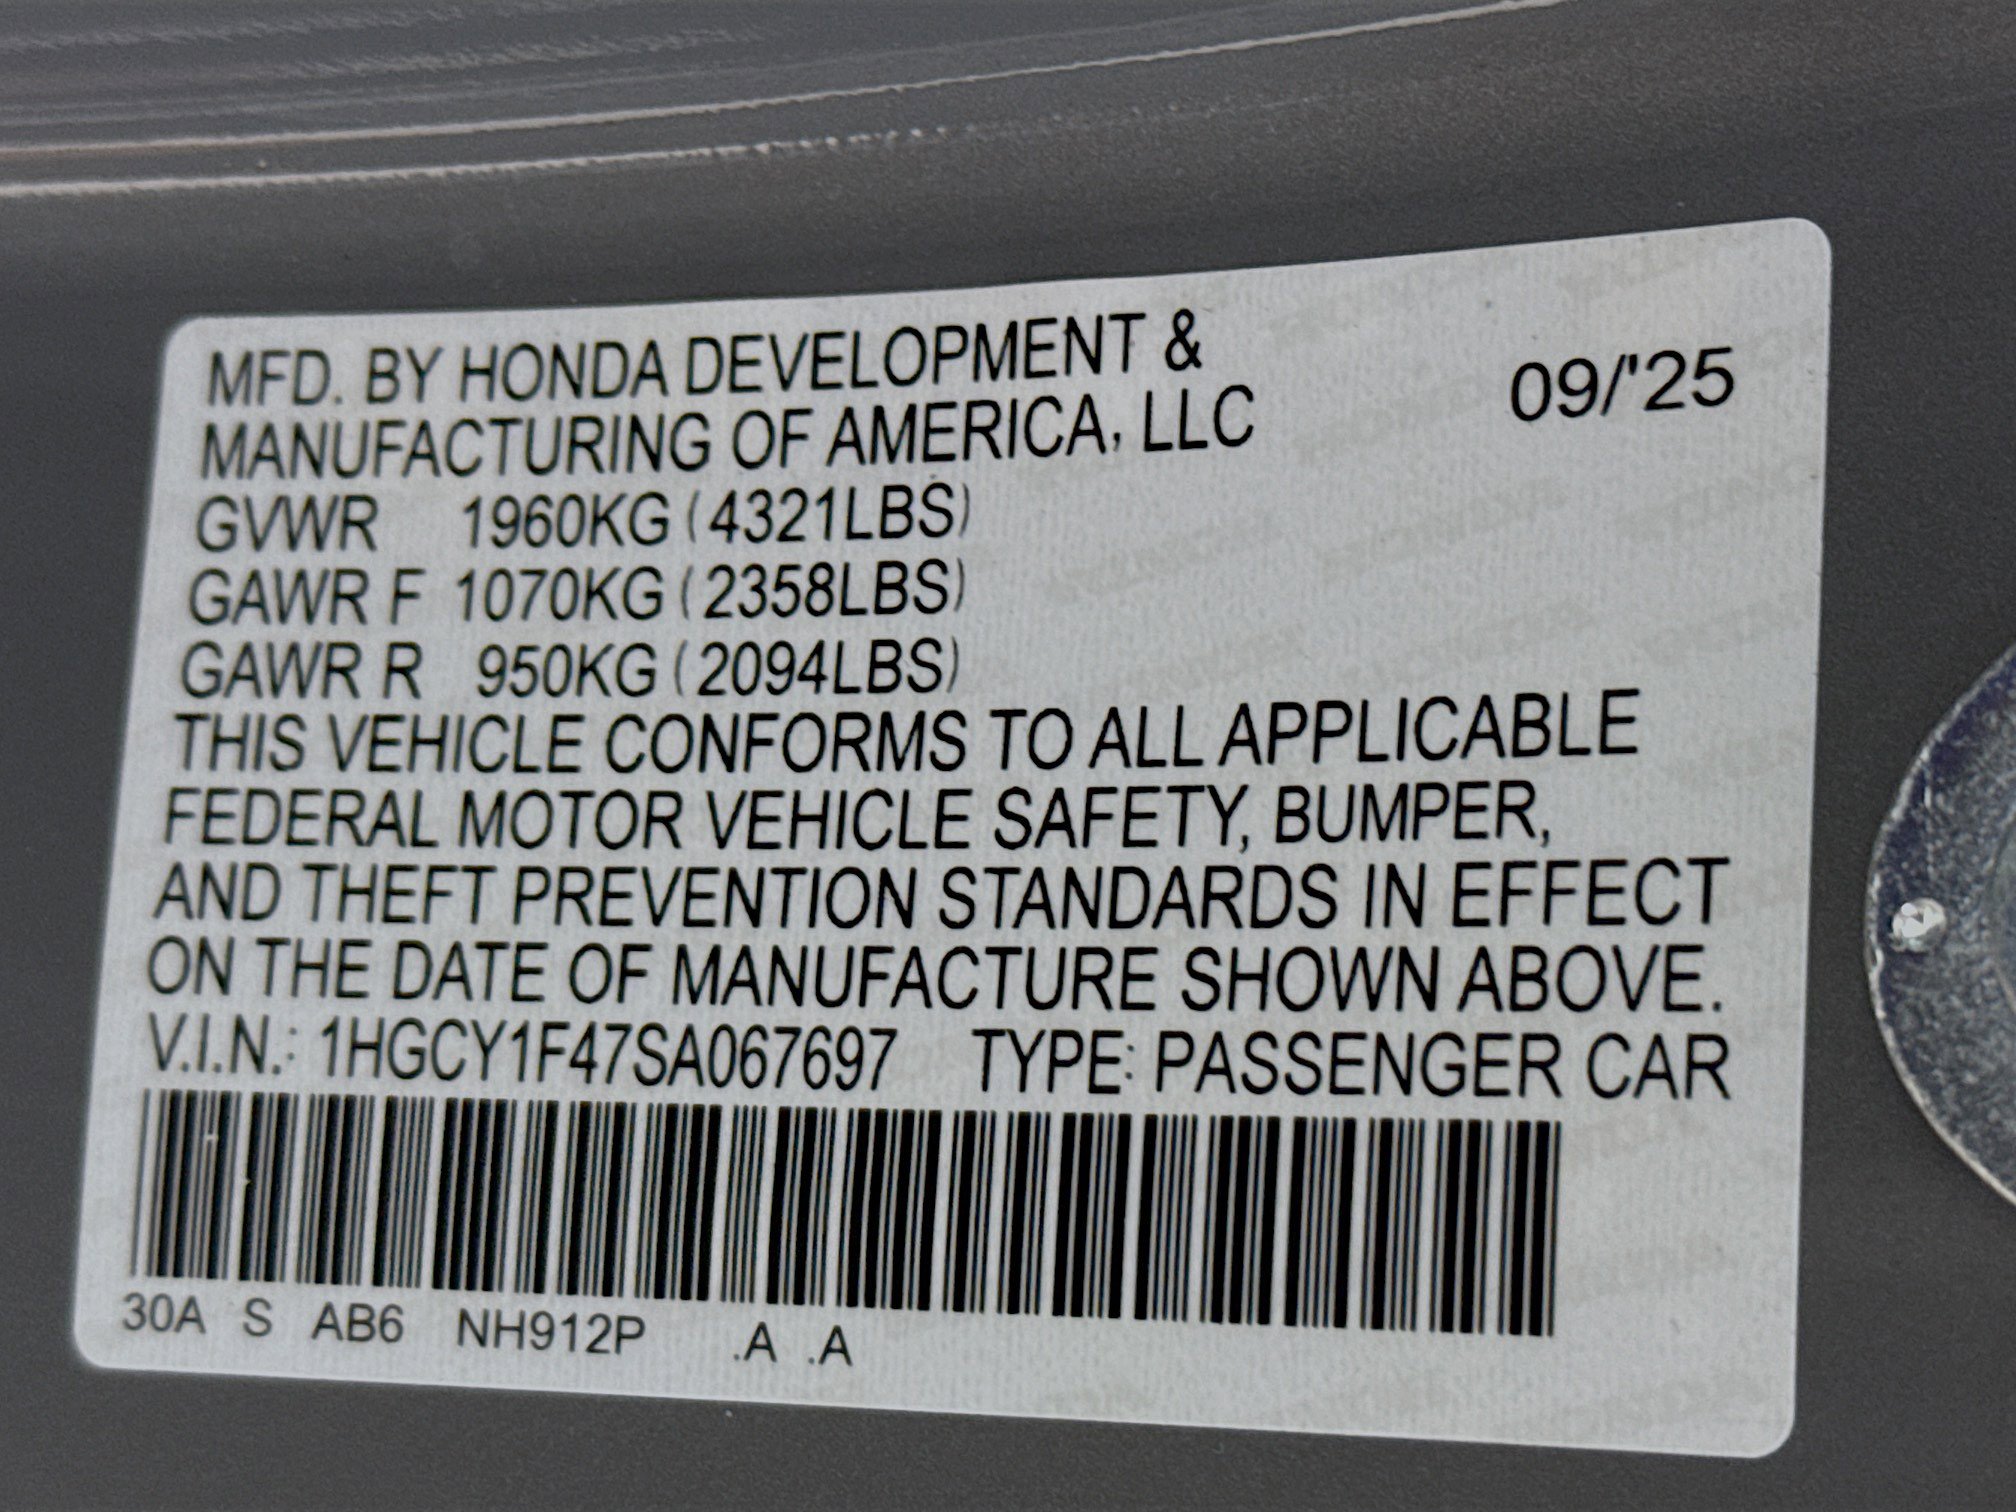 MFD. BY HONDA DEVELOPMENT & 09/'25
MANUFACTURING OF AMERICA, LLC
GVWR 1960KG (4321LBS)
GAWR F 1070KG (2358LBS)
GAWR R 950KG (2094LBS)
THIS VEHICLE CONFORMS TO ALL APPLICABLE
FEDERAL MOTOR VEHICLE SAFETY, BUMPER,
AND THEFT PREVENTION STANDARDS IN EFFECT
ON THE DATE OF MANUFACTURE SHOWN ABOVE.
V.I.N.: 1HGCY1F47SA067697 TYPE: PASSENGER CAR
30A S AB6 NH912P .A .A